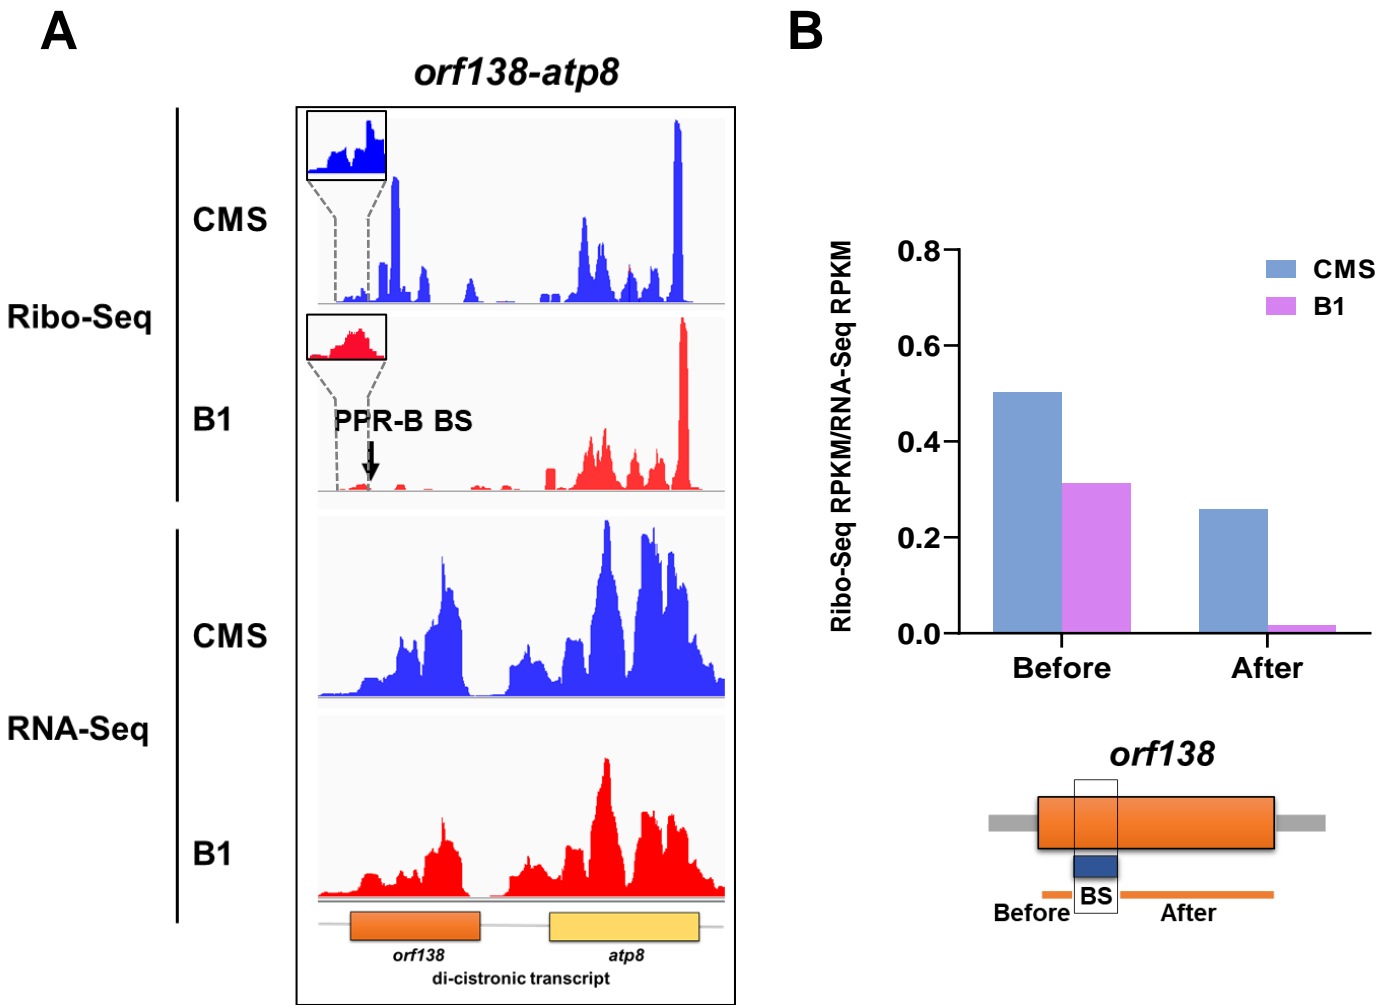 A
orf138-atp8
Ribo-Seq
CMS
B1
PPR-B BS
RNA-Seq
CMS
B1
orf138
atp8
di-cistronic transcript
B
Ribo-Seq RPKM/RNA-Seq RPKM
0.8
0.6
0.4
0.2
0.0
CMS
B1
Before
After
orf138
BS
Before
After